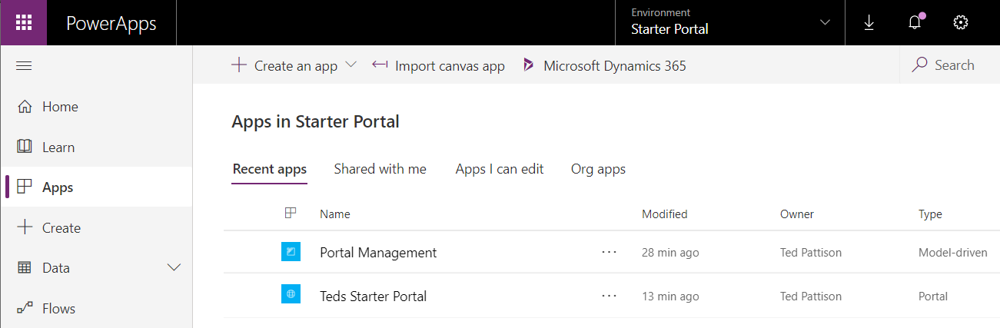 PowerApps
Environment
Starter Portal
Create an app
Import canvas app
Microsoft Dynamics 365
Search
Home
Learn
Apps
Create
Data
Flows
Apps in Starter Portal
Recent apps Shared with me Apps I can edit Org apps
Name Modified Owner Type
Portal Management ··· 28 min ago Ted Pattison Model-driven
Teds Starter Portal ··· 13 min ago Ted Pattison Portal